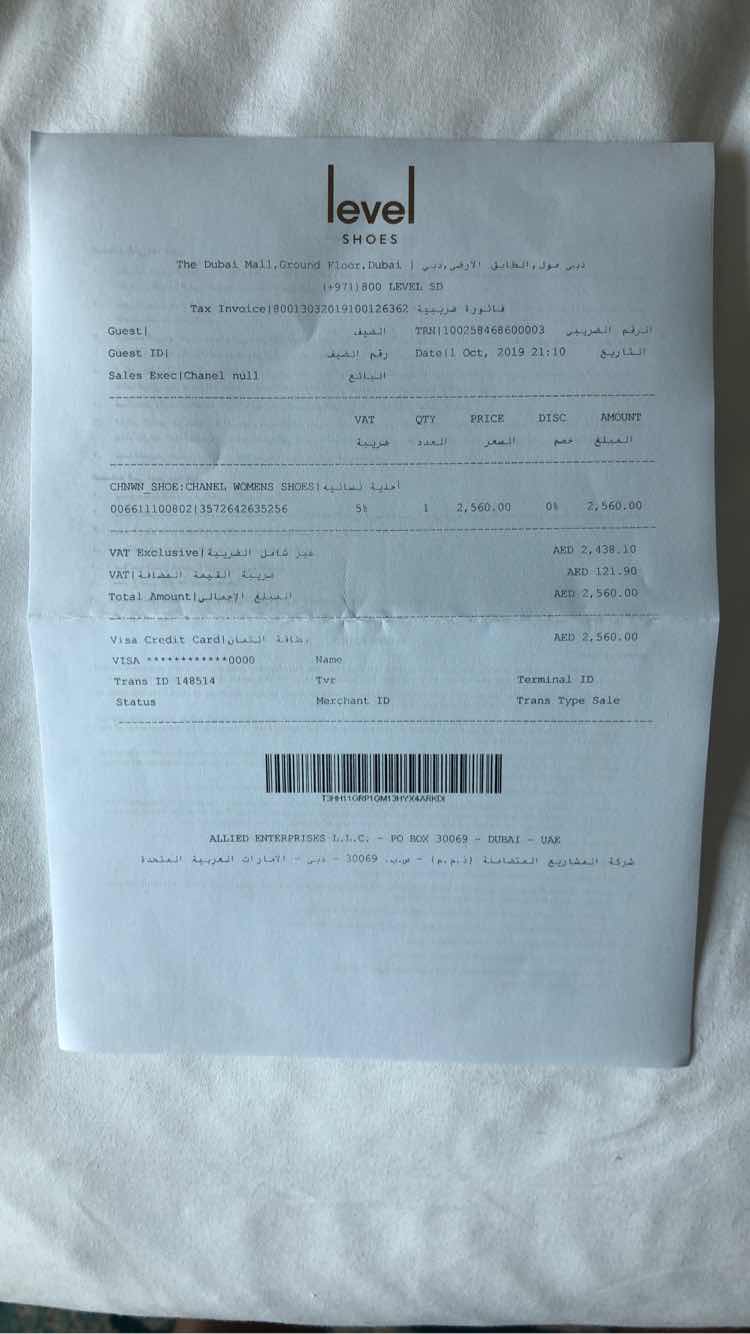 level
SHOES
The Dubai Mall,Ground Floor,Dubai | دبي مول,الطابق الارضي,دبي
(+971)800 LEVEL SD
Tax Invoice|80013032019100126362 فاتورة ضريبية
Guest| الضيف TRN|100258468600003 الرقم الضريبي
Guest ID| رقم الضيف Date|1 Oct, 2019 21:10 التاريخ
Sales Exec|Chanel null البائع
VAT QTY PRICE DISC AMOUNT
ضريبة العدد السعر خصم المبلغ
CHNWN_SHOE:CHANEL WOMENS SHOES|أحذية نسائية
006611100802|3572642635256 5% 1 2,560.00 0% 2,560.00
VAT Exclusive|غير شامل الضريبة AED 2,438.10
VAT|ضريبة القيمة المضافة AED 121.90
Total Amount|المبلغ الإجمالي AED 2,560.00
Visa Credit Card|بطاقة ائتمان AED 2,560.00
VISA ************0000 Name
Trans ID 148514 Tvr Terminal ID
Status Merchant ID Trans Type Sale
ALLIED ENTERPRISES L.L.C. - PO BOX 30069 - DUBAI - UAE
شركة المشاريع المتضامنة (ذ.م.م) - ص.ب. 30069 - دبي - الامارات العربية المتحدة